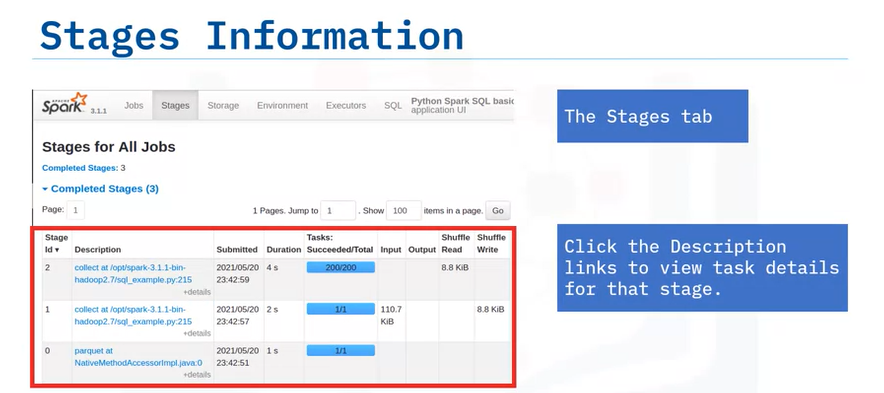 Stages Information
APACHE
Spark 3.1.1 Jobs Stages Storage Environment Executors SQL Python Spark SQL basic
application UI
Stages for All Jobs
Completed Stages: 3
Completed Stages (3)
Page: 1
1 Pages. Jump to 1 . Show 100 items in a page. Go
Stage Id ▾ Description Submitted Duration Tasks: Succeeded/Total Input Output Shuffle Read Shuffle Write
2 collect at /opt/spark-3.1.1-bin- 2021/05/20 4 s 200/200 8.8 KiB
hadoop2.7/sql_example.py:215 23:42:59
+details
1 collect at /opt/spark-3.1.1-bin- 2021/05/20 2 s 1/1 110.7 8.8 KiB
hadoop2.7/sql_example.py:215 23:42:57 KiB
+details
0 parquet at 2021/05/20 1 s 1/1
NativeMethodAccessorImpl.java:0 23:42:51
+details
The Stages tab
Click the Description
links to view task details
for that stage.